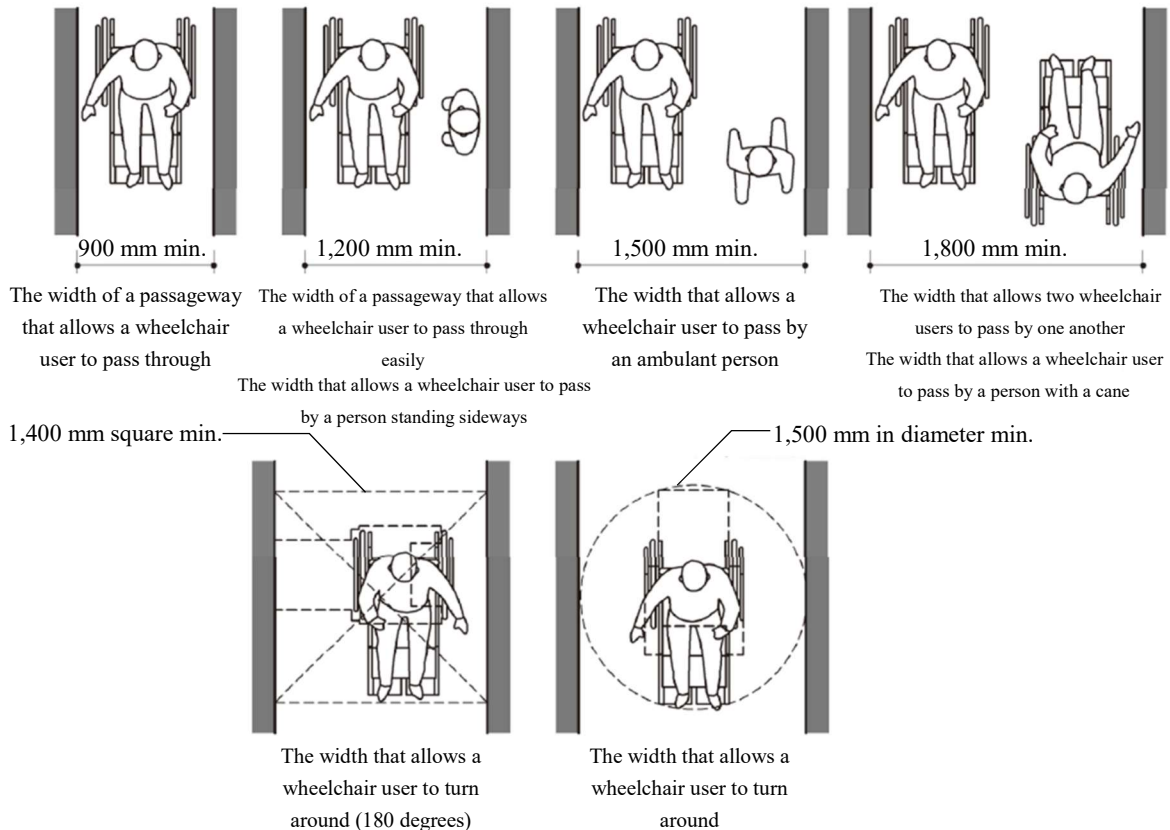 900 mm min.
1,200 mm min.
1,500 mm min.
1,800 mm min.
The width of a passageway
that allows a wheelchair
user to pass through
The width of a passageway that allows
a wheelchair user to pass through
easily
The width that allows a wheelchair user to pass
by a person standing sideways
The width that allows a
wheelchair user to pass by
an ambulant person
The width that allows two wheelchair
users to pass by one another
The width that allows a wheelchair user
to pass by a person with a cane
1,400 mm square min.
1,500 mm in diameter min.
The width that allows a
wheelchair user to turn
around (180 degrees)
The width that allows a
wheelchair user to turn
around